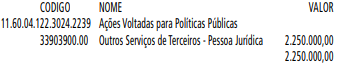 CODIGO NOME VALOR
11.60.04.122.3024.2239 Ações Voltadas para Políticas Públicas
33903900.00 Outros Serviços de Terceiros - Pessoa Jurídica 2.250.000,00
2.250.000,00